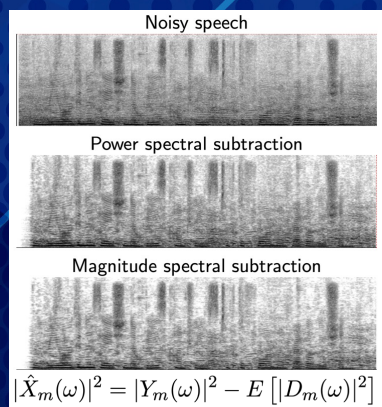 Noisy speech
Power spectral subtraction
Magnitude spectral subtraction
|X̂_m(ω)|² = |Y_m(ω)|² − E [|D_m(ω)|²]